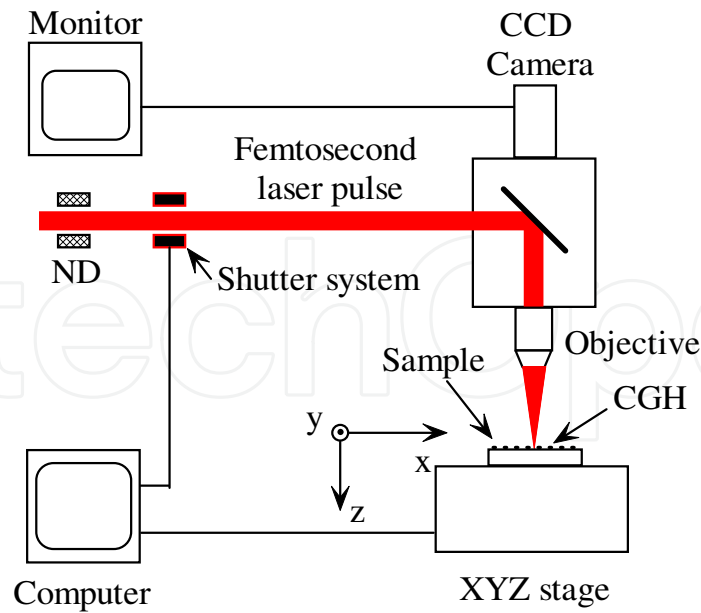 Monitor
CCD
Camera
Femtosecond
laser pulse
ND
Shutter system
Objective
Sample
CGH
y
x
z
Computer
XYZ stage